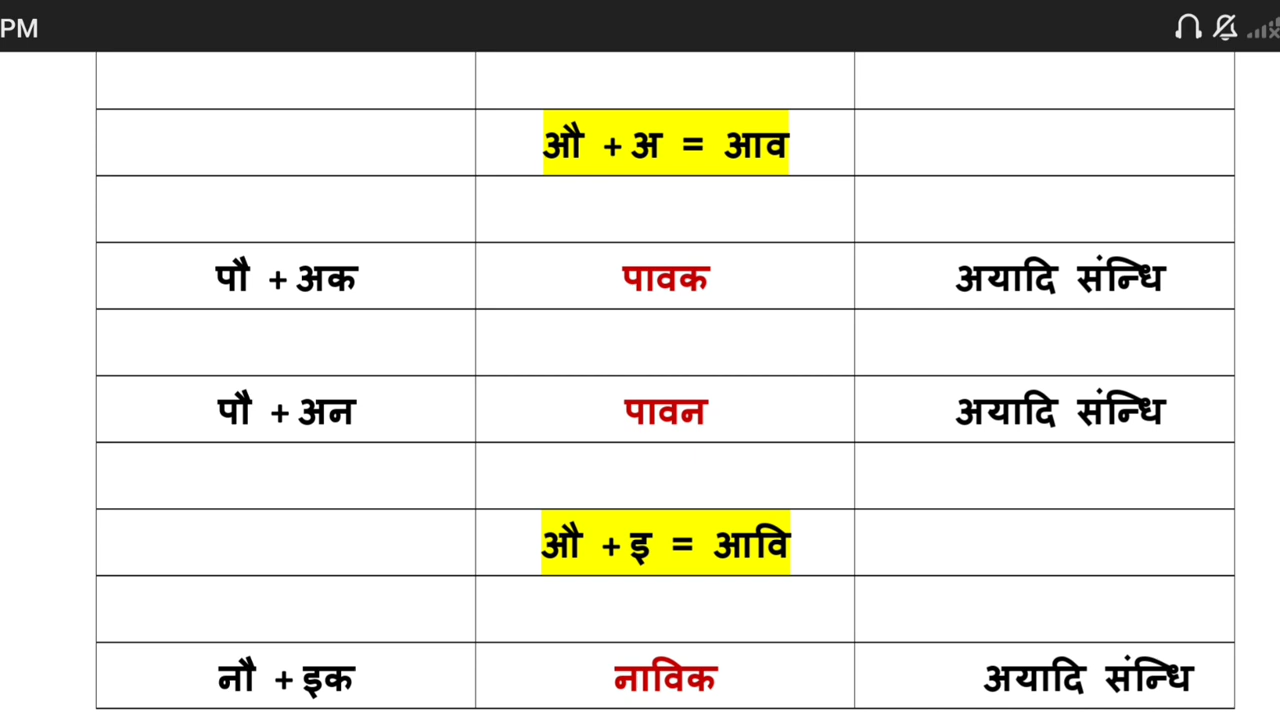 PM
औ + अ = आव
पौ + अक पावक अयादि संन्धि
पौ + अन पावन अयादि संन्धि
औ + इ = आवि
नौ + इक नाविक अयादि संन्धि